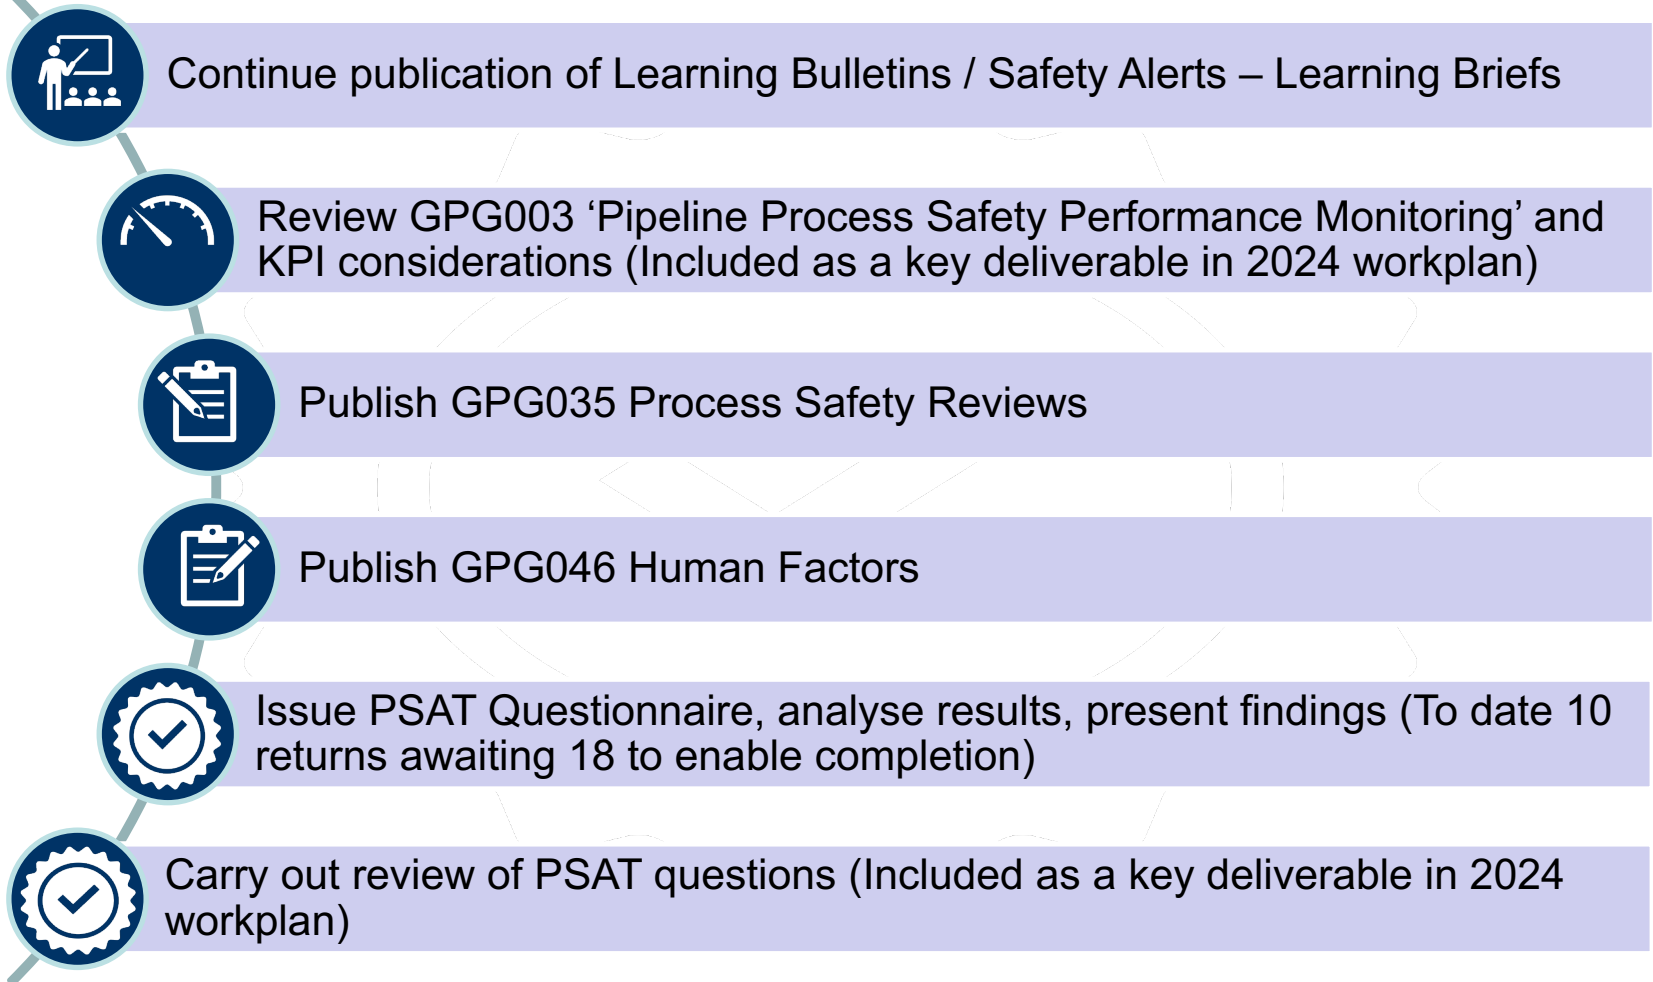 Continue publication of Learning Bulletins / Safety Alerts – Learning Briefs
Review GPG003 ‘Pipeline Process Safety Performance Monitoring’ and
KPI considerations (Included as a key deliverable in 2024 workplan)
Publish GPG035 Process Safety Reviews
Publish GPG046 Human Factors
Issue PSAT Questionnaire, analyse results, present findings (To date 10
returns awaiting 18 to enable completion)
Carry out review of PSAT questions (Included as a key deliverable in 2024
workplan)